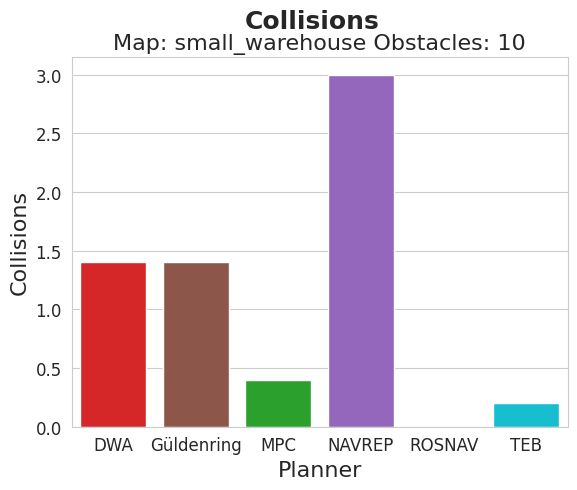 Collisions
Map: small_warehouse Obstacles: 10
3.0
2.5
2.0
1.5
1.0
0.5
0.0
Collisions
DWA Güldenring MPC NAVREP ROSNAV TEB
Planner